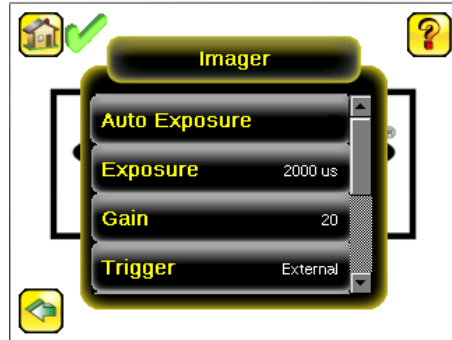 Imager
Auto Exposure
Exposure 2000 us
Gain 20
Trigger External
?
®